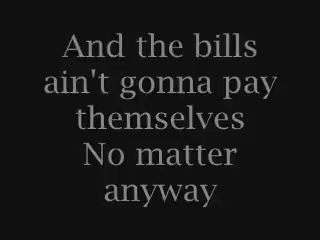 And the bills
ain't gonna pay
themselves
No matter
anyway